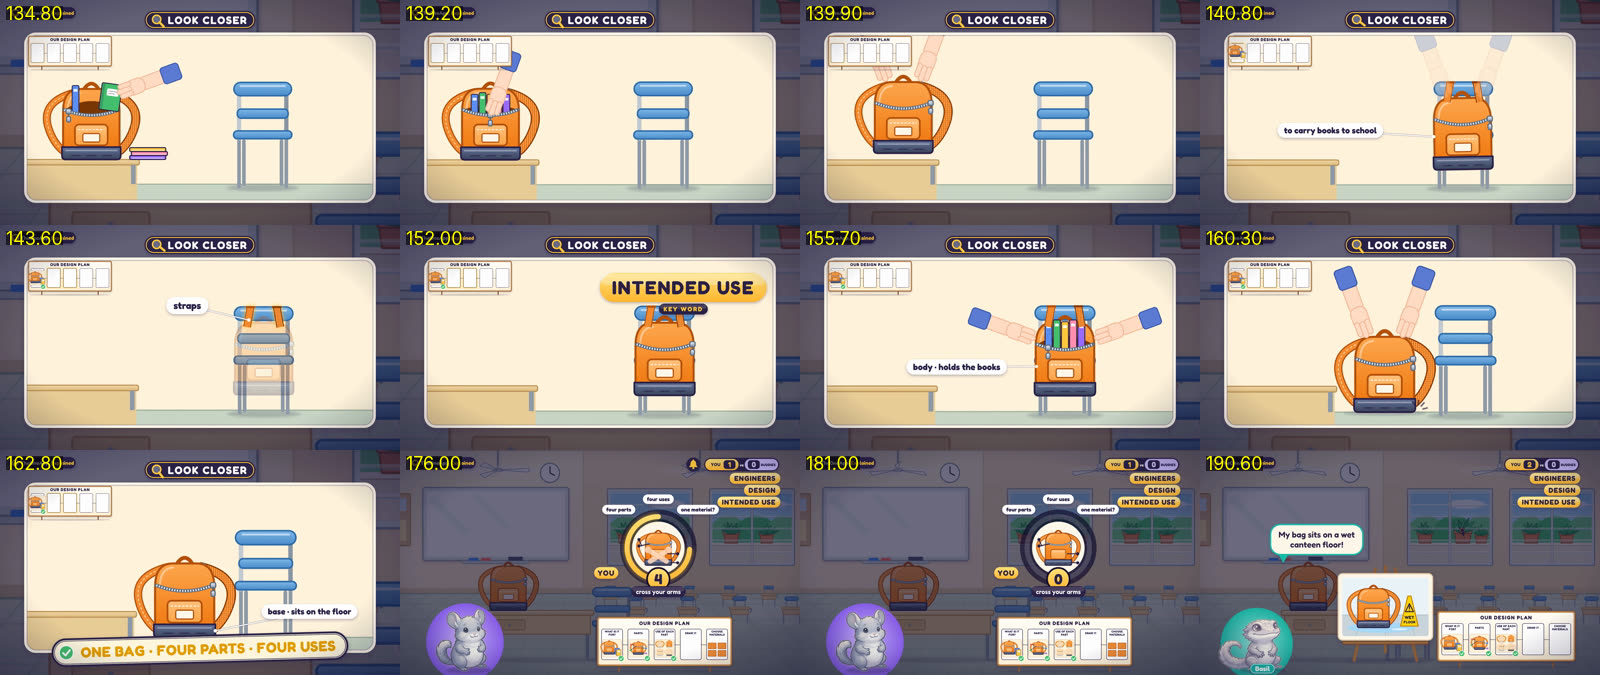 134.80
LOOK CLOSER
OUR DESIGN PLAN
139.20
LOOK CLOSER
OUR DESIGN PLAN
139.90
LOOK CLOSER
OUR DESIGN PLAN
140.80
LOOK CLOSER
OUR DESIGN PLAN
to carry books to school
143.60
LOOK CLOSER
OUR DESIGN PLAN
straps
152.00
LOOK CLOSER
OUR DESIGN PLAN
INTENDED USE
KEY WORD
155.70
LOOK CLOSER
OUR DESIGN PLAN
body · holds the books
160.30
LOOK CLOSER
OUR DESIGN PLAN
162.80
LOOK CLOSER
OUR DESIGN PLAN
base · sits on the floor
ONE BAG · FOUR PARTS · FOUR USES
176.00
YOU 1 0
ENGINEERS
DESIGN
INTENDED USE
four uses
four parts
one material?
YOU
4
cross your arms
OUR DESIGN PLAN
181.00
YOU 1 0
ENGINEERS
DESIGN
INTENDED USE
four uses
four parts
one material?
YOU
0
cross your arms
OUR DESIGN PLAN
190.60
YOU 2 0
ENGINEERS
DESIGN
INTENDED USE
My bag sits on a wet
canteen floor!
WET
FLOOR
OUR DESIGN PLAN
Basil